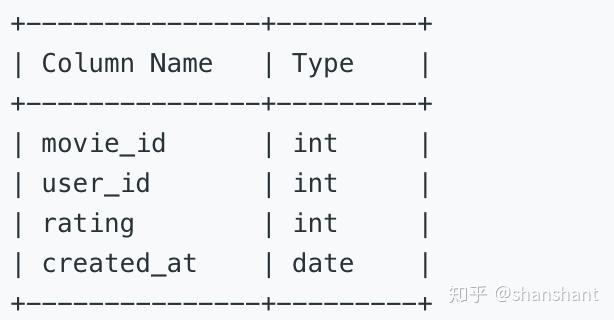 +---------------+---------+
| Column Name   | Type    |
+---------------+---------+
| movie_id      | int     |
| user_id       | int     |
| rating        | int     |
| created_at    | date    |
+---------------+---------+
知乎 @shanshant